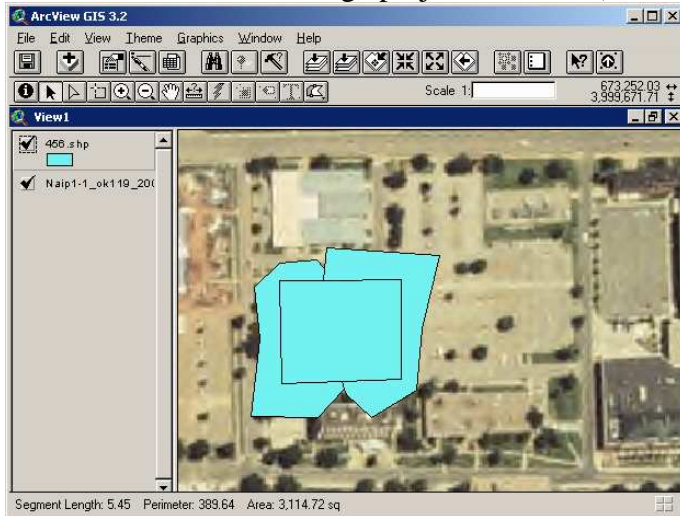 ArcView GIS 3.2
File Edit View Theme Graphics Window Help
Scale 1:
673,252.03
3,999,671.71
View1
456.shp
Naip1-1_ok119_20
Segment Length: 5.45 Perimeter: 389.64 Area: 3,114.72 sq